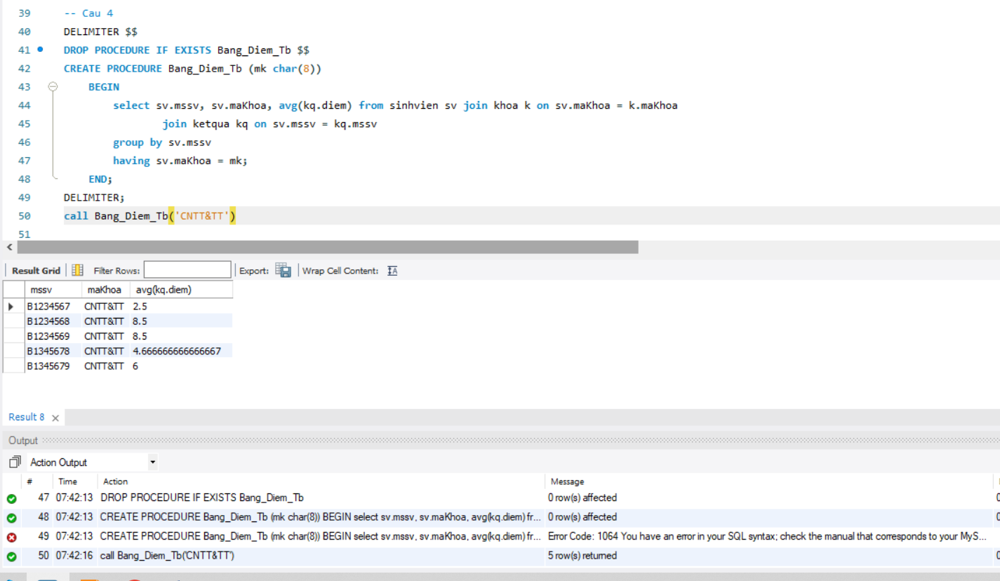 39 -- Cau 4
40 DELIMITER $$
41 DROP PROCEDURE IF EXISTS Bang_Diem_Tb $$
42 CREATE PROCEDURE Bang_Diem_Tb (mk char(8))
43 BEGIN
44 select sv.mssv, sv.maKhoa, avg(kq.diem) from sinhvien sv join khoa k on sv.maKhoa = k.maKhoa
45 join ketqua kq on sv.mssv = kq.mssv
46 group by sv.mssv
47 having sv.maKhoa = mk;
48 END;
49 DELIMITER;
50 call Bang_Diem_Tb('CNTT&TT')
51
Result Grid Filter Rows: Export: Wrap Cell Content: IA
mssv maKhoa avg(kq.diem)
B1234567 CNTT&TT 2.5
B1234568 CNTT&TT 8.5
B1234569 CNTT&TT 8.5
B1345678 CNTT&TT 4.666666666666667
B1345679 CNTT&TT 6
Result 8 ×
Output
Action Output
# Time Action Message
47 07:42:13 DROP PROCEDURE IF EXISTS Bang_Diem_Tb 0 row(s) affected
48 07:42:13 CREATE PROCEDURE Bang_Diem_Tb (mk char(8)) BEGIN select sv.mssv, sv.maKhoa, avg(kq.diem) fr... 0 row(s) affected
49 07:42:13 CREATE PROCEDURE Bang_Diem_Tb (mk char(8)) BEGIN select sv.mssv, sv.maKhoa, avg(kq.diem) fr... Error Code: 1064 You have an error in your SQL syntax; check the manual that corresponds to your MyS...
50 07:42:16 call Bang_Diem_Tb('CNTT&TT') 5 row(s) returned